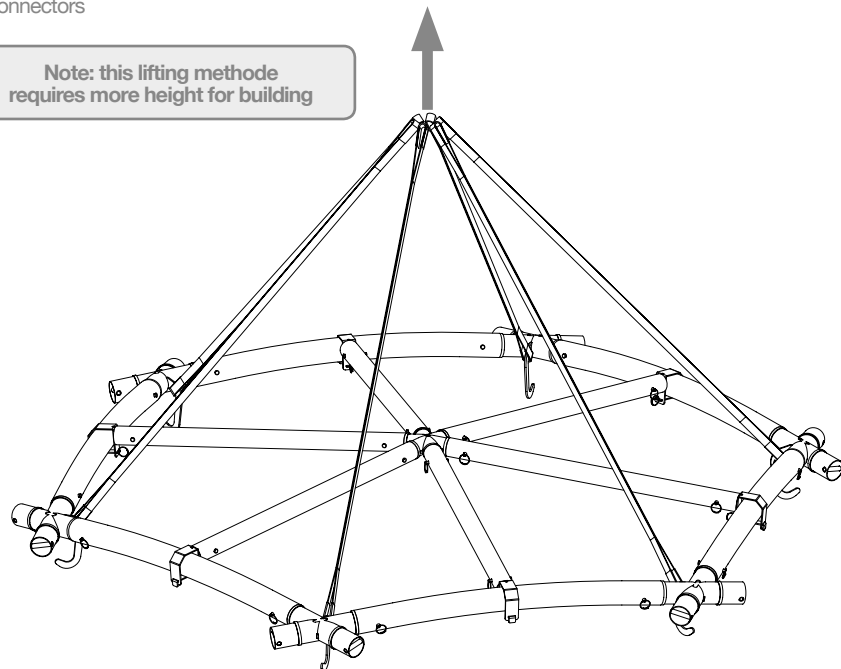 onnectors
Note: this lifting methode
requires more height for building